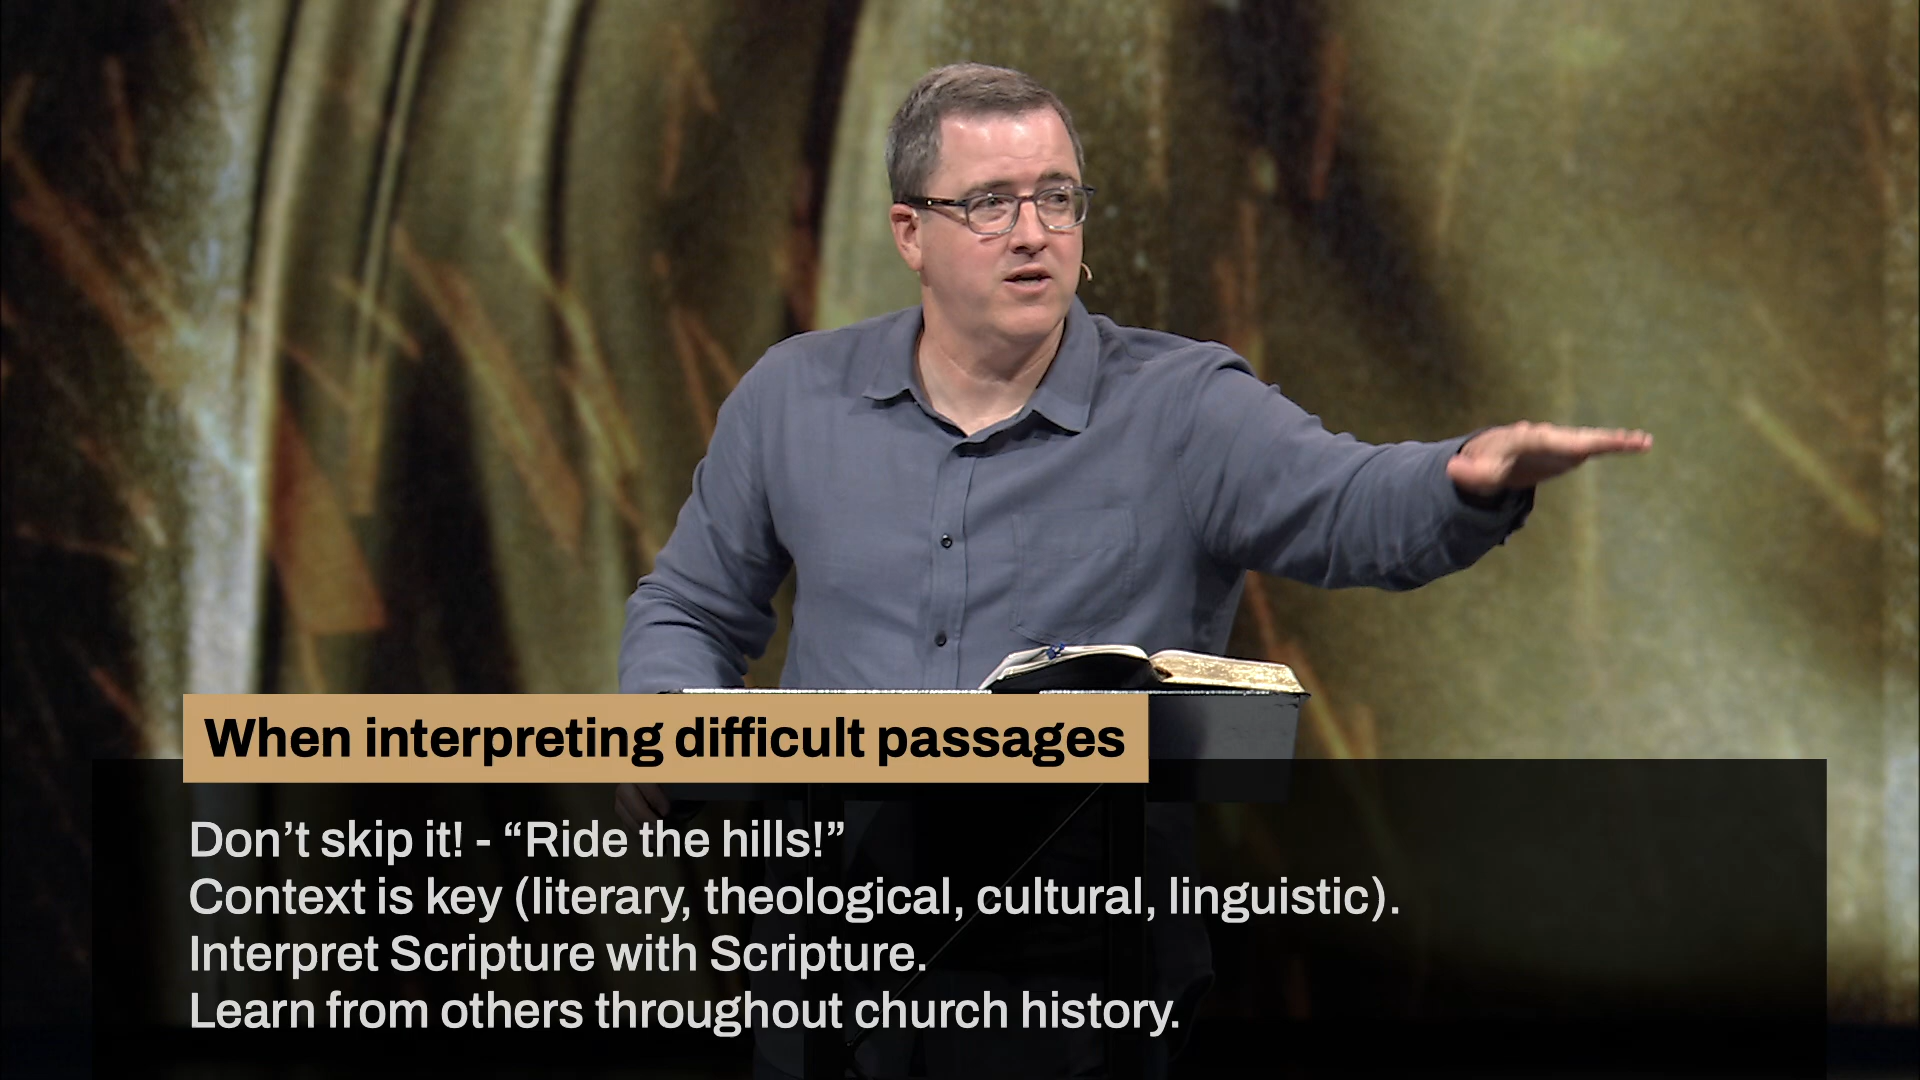 When interpreting difficult passages
Don’t skip it! - “Ride the hills!”
Context is key (literary, theological, cultural, linguistic).
Interpret Scripture with Scripture.
Learn from others throughout church history.